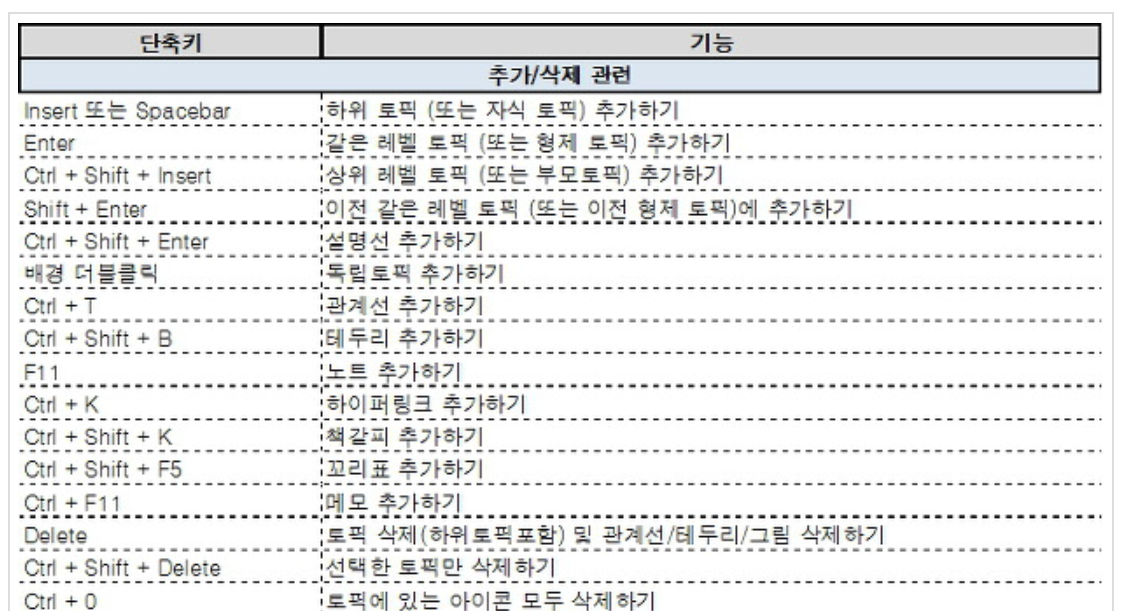 단축키 기능
추가/삭제 관련
Insert 또는 Spacebar 하위 토픽 (또는 자식 토픽) 추가하기
Enter 같은 레벨 토픽 (또는 형제 토픽) 추가하기
Ctrl + Shift + Insert 상위 레벨 토픽 (또는 부모토픽) 추가하기
Shift + Enter 이전 같은 레벨 토픽 (또는 이전 형제 토픽)에 추가하기
Ctrl + Shift + Enter 설명선 추가하기
배경 더블클릭 독립토픽 추가하기
Ctrl + T 관계선 추가하기
Ctrl + Shift + B 테두리 추가하기
F11 노트 추가하기
Ctrl + K 하이퍼링크 추가하기
Ctrl + Shift + K 책갈피 추가하기
Ctrl + Shift + F5 꼬리표 추가하기
Ctrl + F11 메모 추가하기
Delete 토픽 삭제(하위토픽포함) 및 관계선/테두리/그림 삭제하기
Ctrl + Shift + Delete 선택한 토픽만 삭제하기
Ctrl + 0 토픽에 있는 아이콘 모두 삭제하기